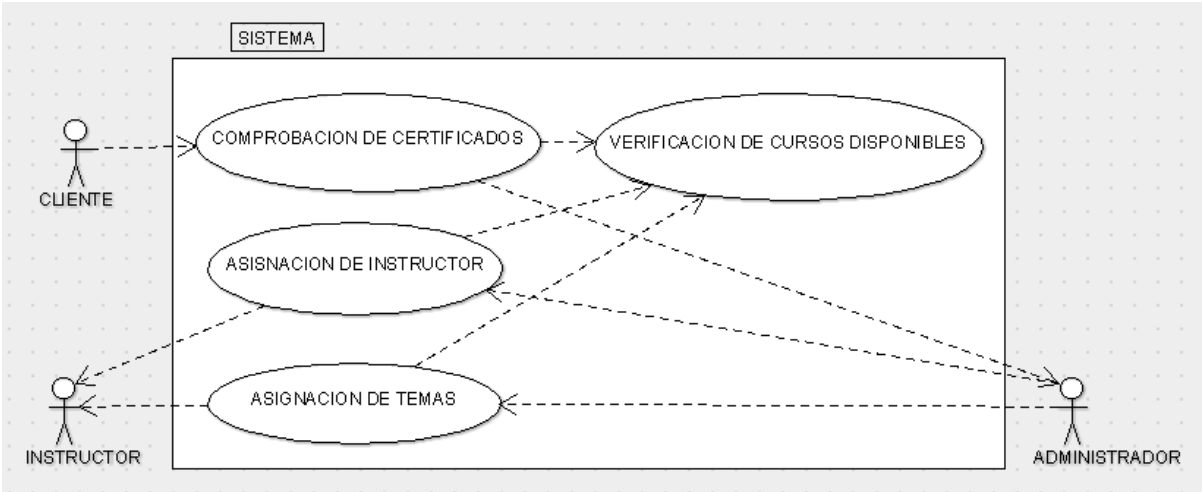 SISTEMA
COMPROBACION DE CERTIFICADOS
VERIFICACION DE CURSOS DISPONIBLES
CLIENTE
ASISNACION DE INSTRUCTOR
ASIGNACION DE TEMAS
INSTRUCTOR
ADMINISTRADOR